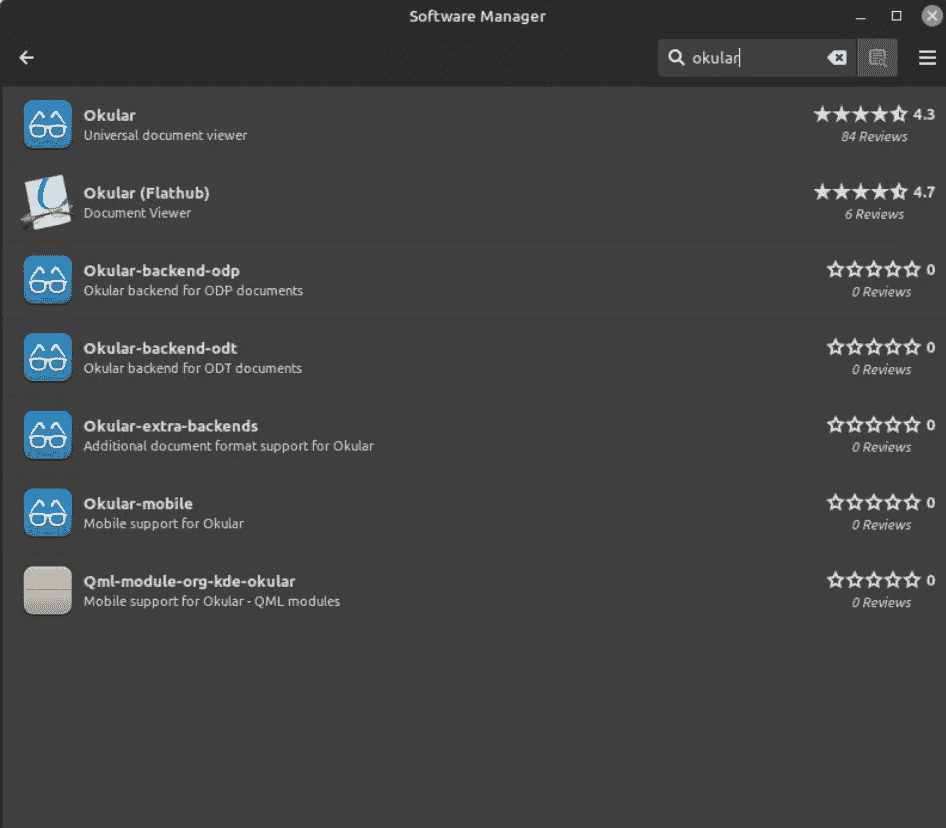 Software Manager
okular
Okular
Universal document viewer
4.3
84 Reviews
Okular (Flathub)
Document Viewer
4.7
6 Reviews
Okular-backend-odp
Okular backend for ODP documents
0
0 Reviews
Okular-backend-odt
Okular backend for ODT documents
0
0 Reviews
Okular-extra-backends
Additional document format support for Okular
0
0 Reviews
Okular-mobile
Mobile support for Okular
0
0 Reviews
Qml-module-org-kde-okular
Mobile support for Okular - QML modules
0
0 Reviews